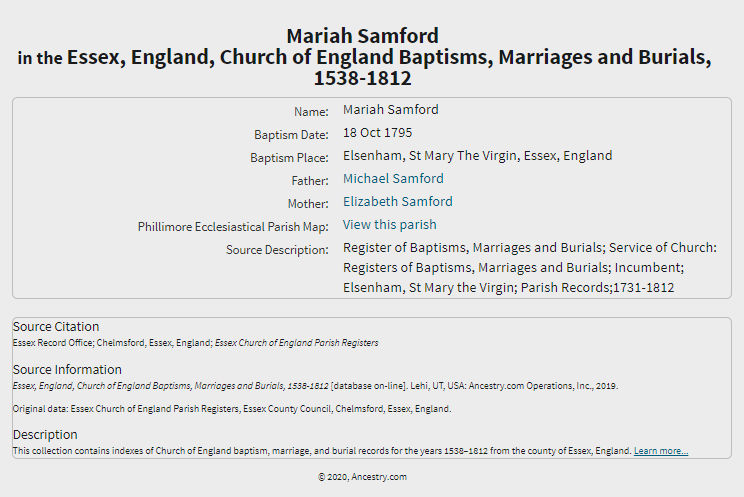 Mariah Samford
in the Essex, England, Church of England Baptisms, Marriages and Burials,
1538-1812
Name: Mariah Samford
Baptism Date: 18 Oct 1795
Baptism Place: Elsenham, St Mary The Virgin, Essex, England
Father: Michael Samford
Mother: Elizabeth Samford
Phillimore Ecclesiastical Parish Map: View this parish
Source Description: Register of Baptisms, Marriages and Burials; Service of Church:
Registers of Baptisms, Marriages and Burials; Incumbent;
Elsenham, St Mary the Virgin; Parish Records;1731-1812
Source Citation
Essex Record Office; Chelmsford, Essex, England; Essex Church of England Parish Registers
Source Information
Essex, England, Church of England Baptisms, Marriages and Burials, 1538-1812 [database on-line]. Lehi, UT, USA: Ancestry.com Operations, Inc., 2019.
Original data: Essex Church of England Parish Registers, Essex County Council, Chelmsford, Essex, England.
Description
This collection contains indexes of Church of England baptism, marriage, and burial records for the years 1538–1812 from the county of Essex, England. Learn more...
© 2020, Ancestry.com